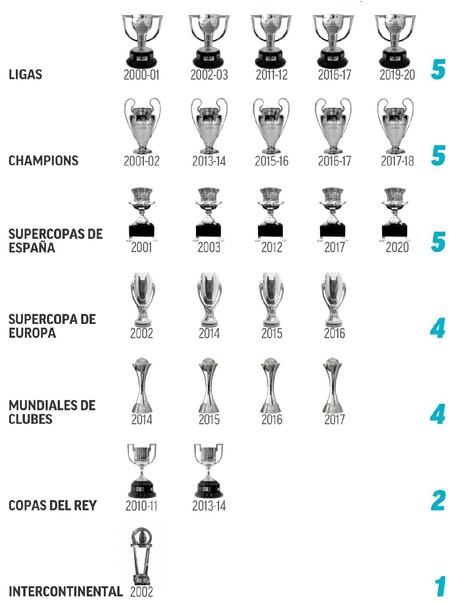 LIGAS 2000-01 2002-03 2011-12 2016-17 2019-20 5
CHAMPIONS 2001-02 2013-14 2015-16 2016-17 2017-18 5
SUPERCOPAS DE
ESPAÑA 2001 2003 2012 2017 2020 5
SUPERCOPA DE
EUROPA 2002 2014 2015 2016 4
MUNDIALES DE
CLUBES 2014 2015 2016 2017 4
COPAS DEL REY 2010-11 2013-14 2
INTERCONTINENTAL 2002 1